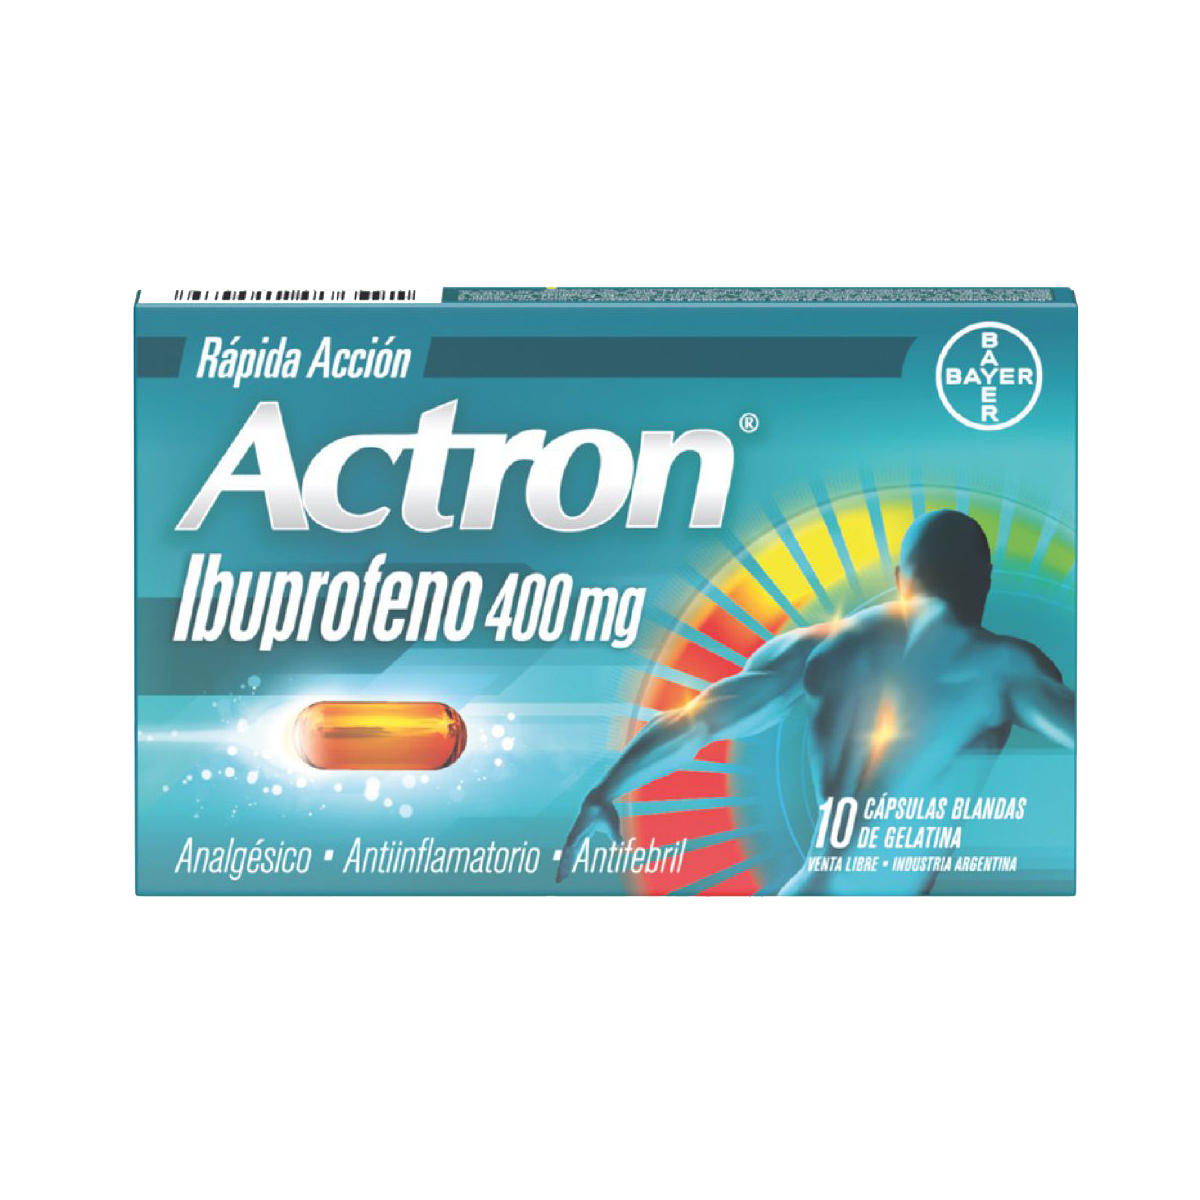 Rápida Acción
BAYER
BAYER
Actron®
Ibuprofeno 400 mg
Analgésico • Antiinflamatorio • Antifebril
10 CÁPSULAS BLANDAS
DE GELATINA
VENTA LIBRE • INDUSTRIA ARGENTINA